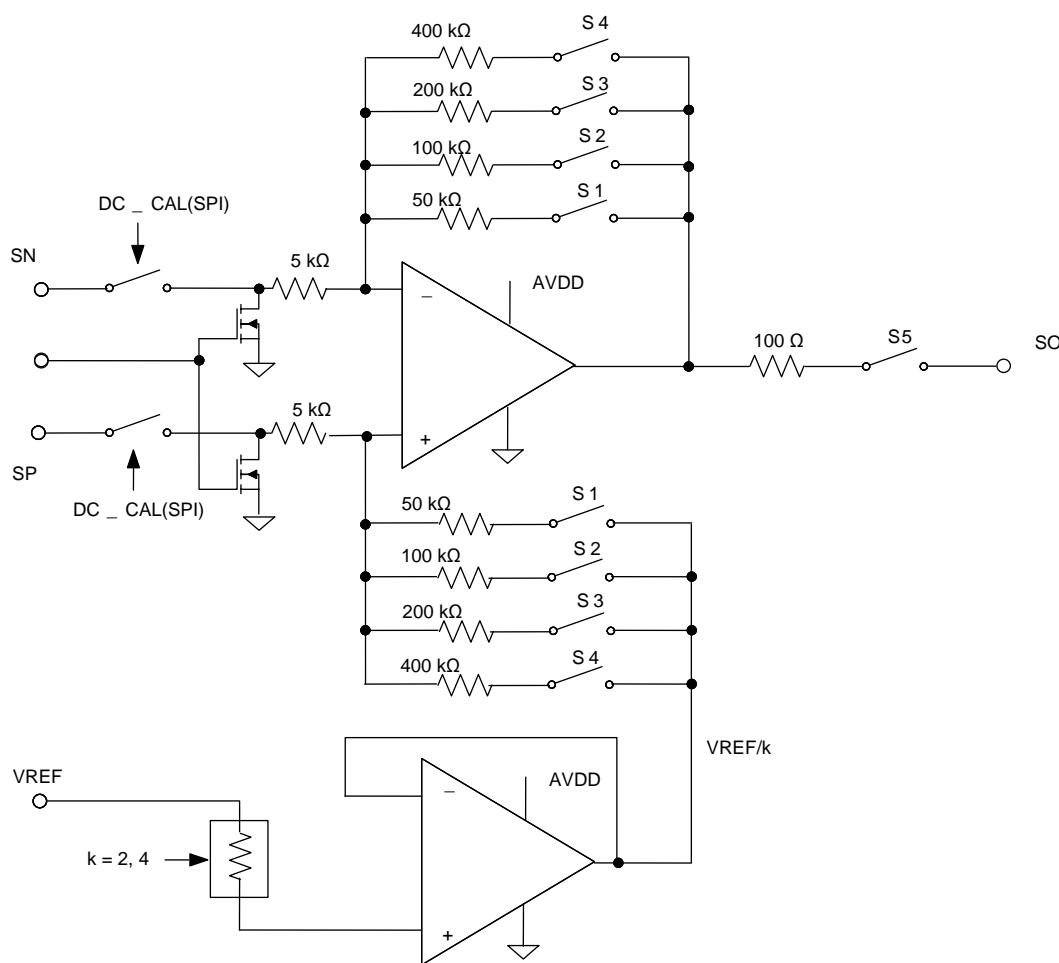 S 4
400 kΩ
S 3
200 kΩ
S 2
100 kΩ
S 1
50 kΩ
DC _ CAL(SPI)
SN
5 kΩ
AVDD
−
100 Ω
S5
SO
5 kΩ
+
SP
DC _ CAL(SPI)
50 kΩ
S 1
100 kΩ
S 2
200 kΩ
S 3
400 kΩ
S 4
VREF/k
VREF
AVDD
−
k = 2, 4
+